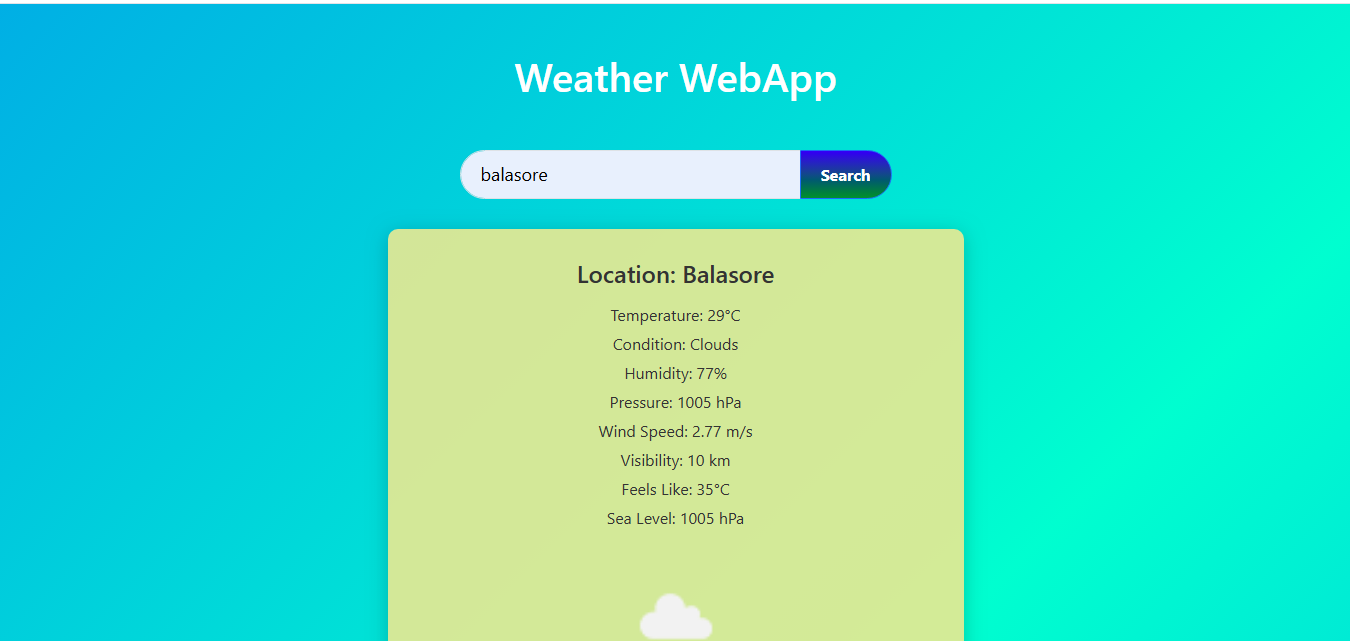 Weather WebApp
balasore Search
Location: Balasore
Temperature: 29°C
Condition: Clouds
Humidity: 77%
Pressure: 1005 hPa
Wind Speed: 2.77 m/s
Visibility: 10 km
Feels Like: 35°C
Sea Level: 1005 hPa